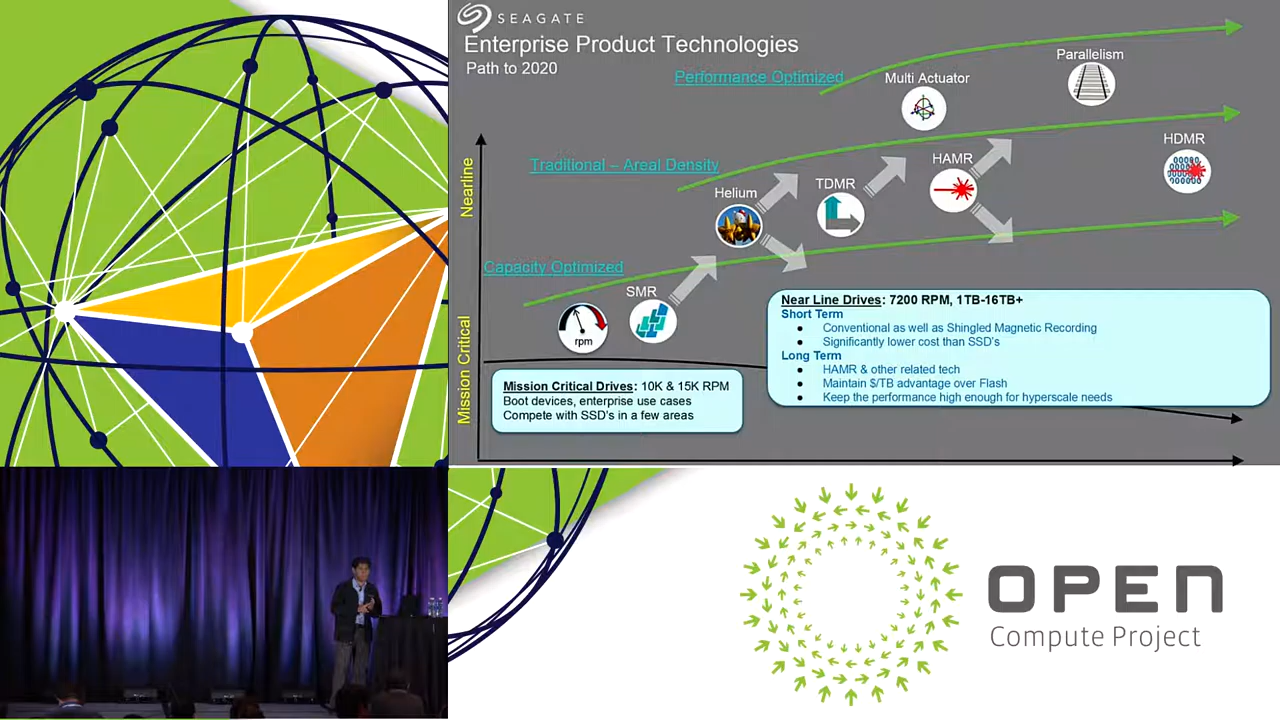 SEAGATE
Enterprise Product Technologies
Path to 2020
Performance Optimized
Parallelism
Multi Actuator
HDMR
Traditional – Areal Density
HAMR
TDMR
Helium
Nearline
Capacity Optimized
SMR
rpm
Mission Critical
Near Line Drives: 7200 RPM, 1TB-16TB+
Short Term
● Conventional as well as Shingled Magnetic Recording
● Significantly lower cost than SSD's
Long Term
● HAMR & other related tech
● Maintain $/TB advantage over Flash
● Keep the performance high enough for hyperscale needs
Mission Critical Drives: 10K & 15K RPM
Boot devices, enterprise use cases
Compete with SSD's in a few areas
OPEN
Compute Project